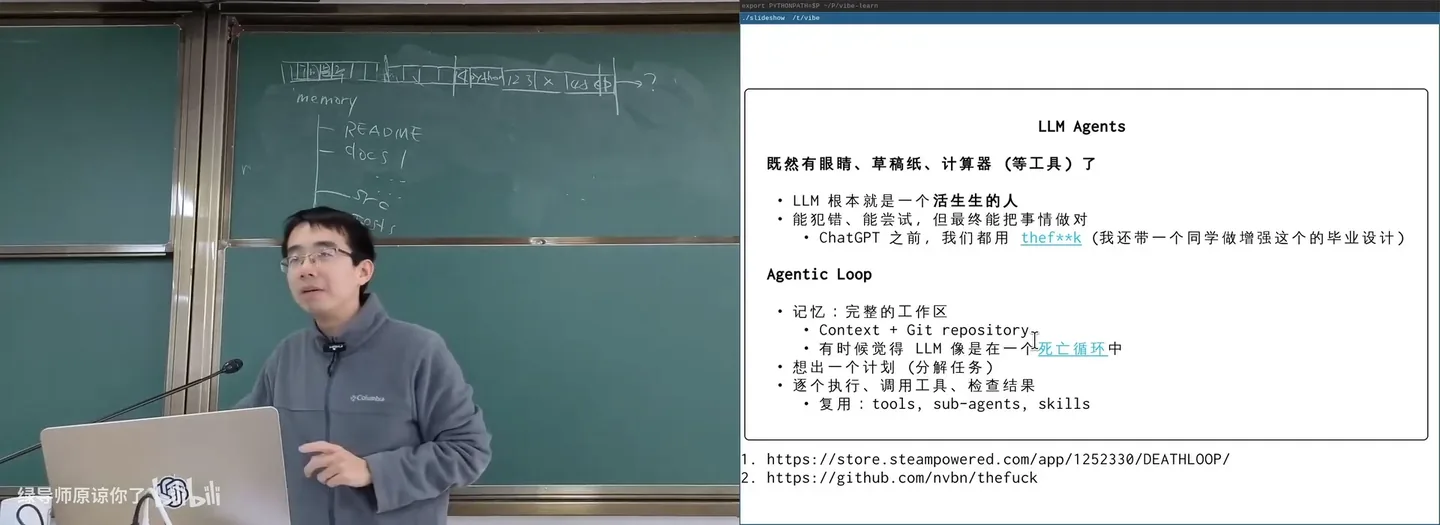 export PYTHONPATH=$P ~/P/vibe-learn
./slideshow /t/vibe
memory
README
docs /
src
tests
Columbia
绿导师原谅你了
bilibili
LLM Agents
既然有眼睛、草稿纸、计算器 (等工具) 了
• LLM 根本就是一个活生生的人
• 能犯错、能尝试，但最终能把事情做对
• ChatGPT 之前，我们都用 thef**k (我还带一个同学做增强这个的毕业设计)
Agentic Loop
• 记忆：完整的工作区
• Context + Git repository
• 有时候觉得 LLM 像是在一个死亡循环中
• 想出一个计划 (分解任务)
• 逐个执行、调用工具、检查结果
• 复用：tools, sub-agents, skills
1. https://store.steampowered.com/app/1252330/DEATHLOOP/
2. https://github.com/nvbn/thefuck